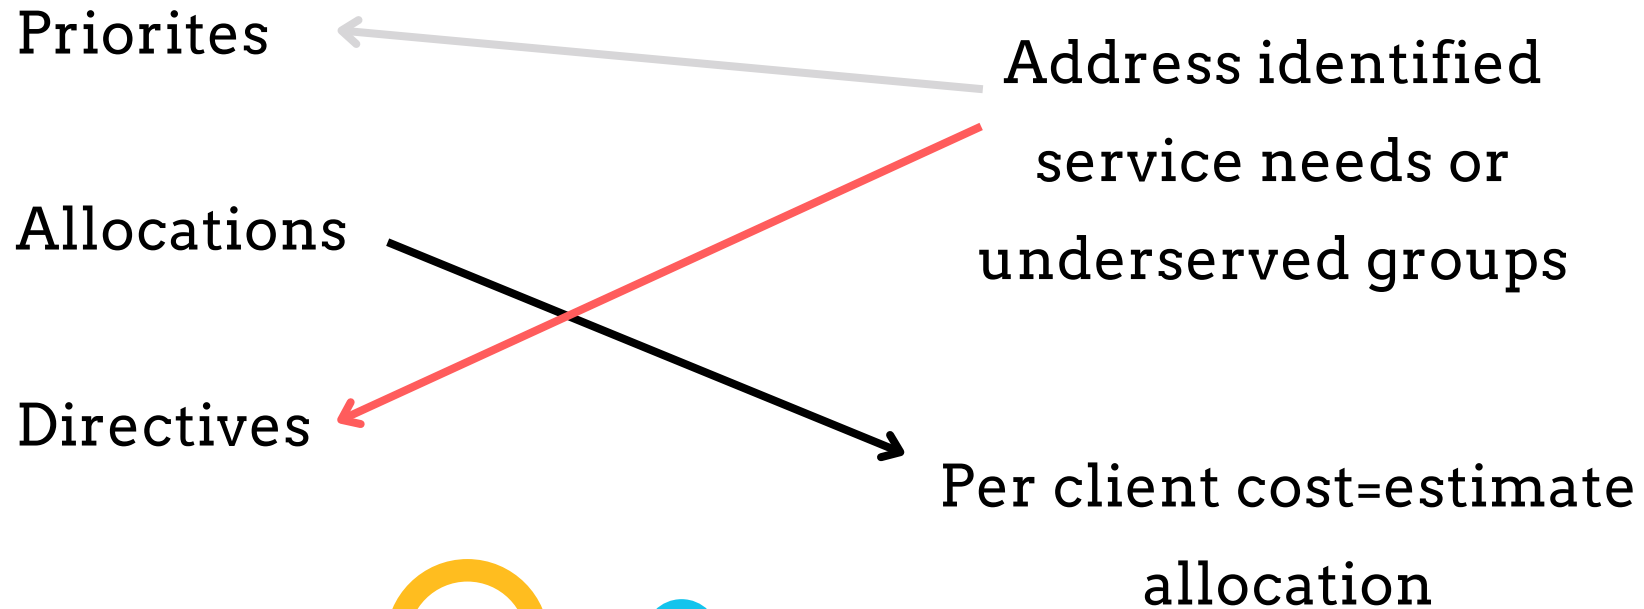 Priorites
Allocations
Directives
Address identified
service needs or
underserved groups
Per client cost=estimate
allocation